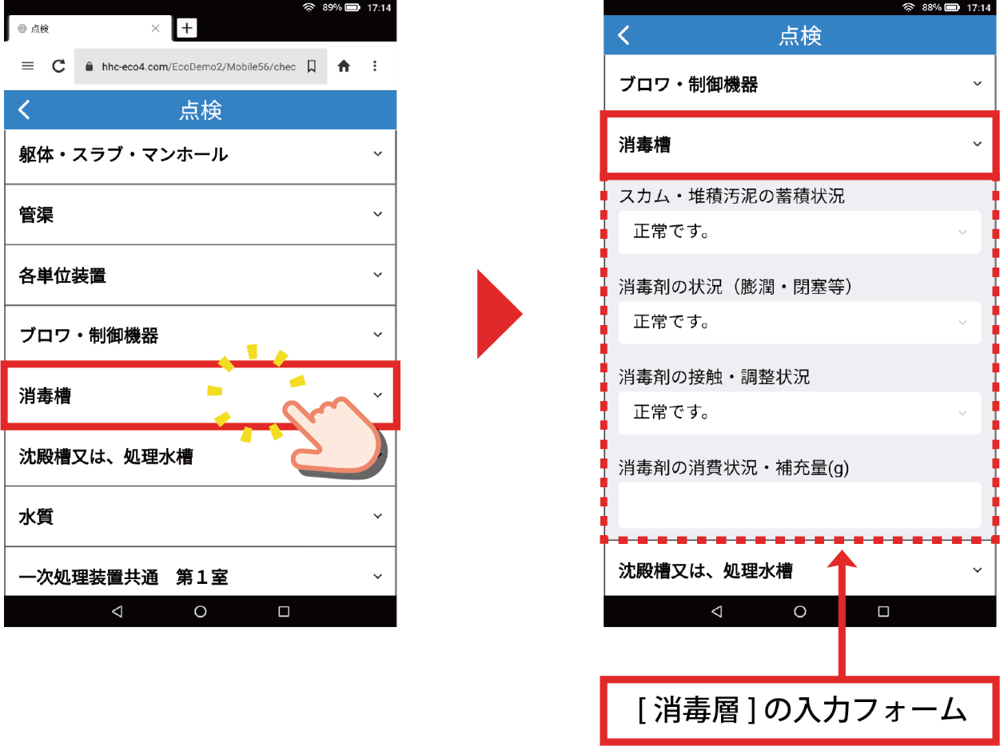 89% 17:14
点検
hhc-eco4.com/EcoDemo2/Mobile56/chec
点検
躯体・スラブ・マンホール
管渠
各単位装置
ブロワ・制御機器
消毒槽
沈殿槽又は、処理水槽
水質
一次処理装置共通　第１室
88% 17:14
点検
ブロワ・制御機器
消毒槽
スカム・堆積汚泥の蓄積状況
正常です。
消毒剤の状況（膨潤・閉塞等）
正常です。
消毒剤の接触・調整状況
正常です。
消毒剤の消費状況・補充量(g)
沈殿槽又は、処理水槽
[ 消毒層 ] の入力フォーム